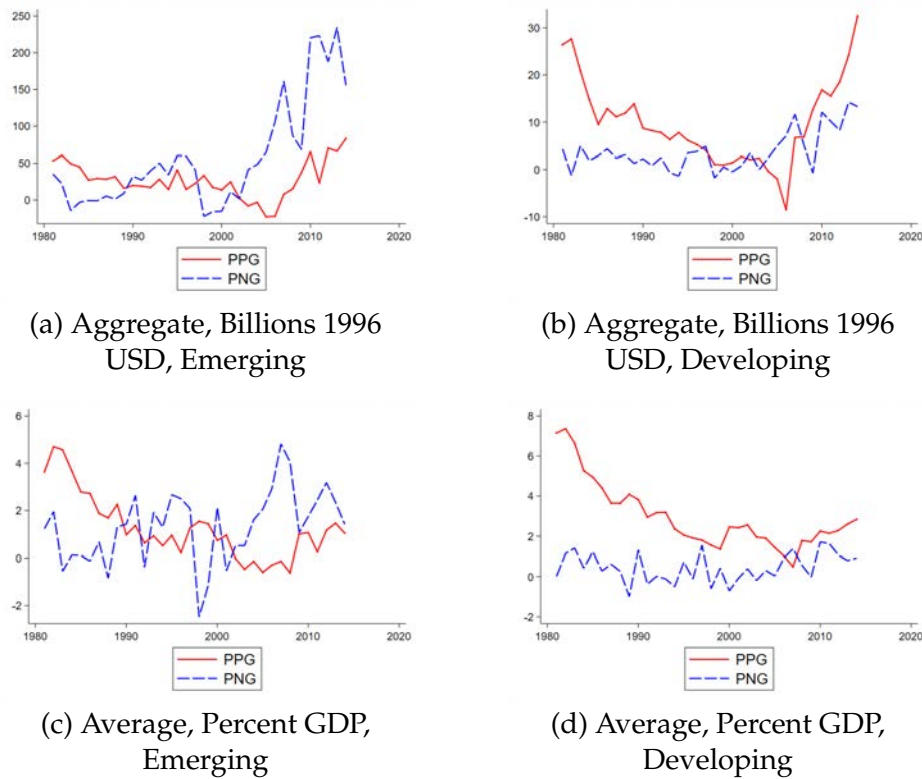 250
200
150
100
50
0
1980 1990 2000 2010 2020
PPG
PNG
(a) Aggregate, Billions 1996
USD, Emerging
30
20
10
0
-10
1980 1990 2000 2010 2020
PPG
PNG
(b) Aggregate, Billions 1996
USD, Developing
6
4
2
0
-2
1980 1990 2000 2010 2020
PPG
PNG
(c) Average, Percent GDP,
Emerging
8
6
4
2
0
-2
1980 1990 2000 2010 2020
PPG
PNG
(d) Average, Percent GDP,
Developing